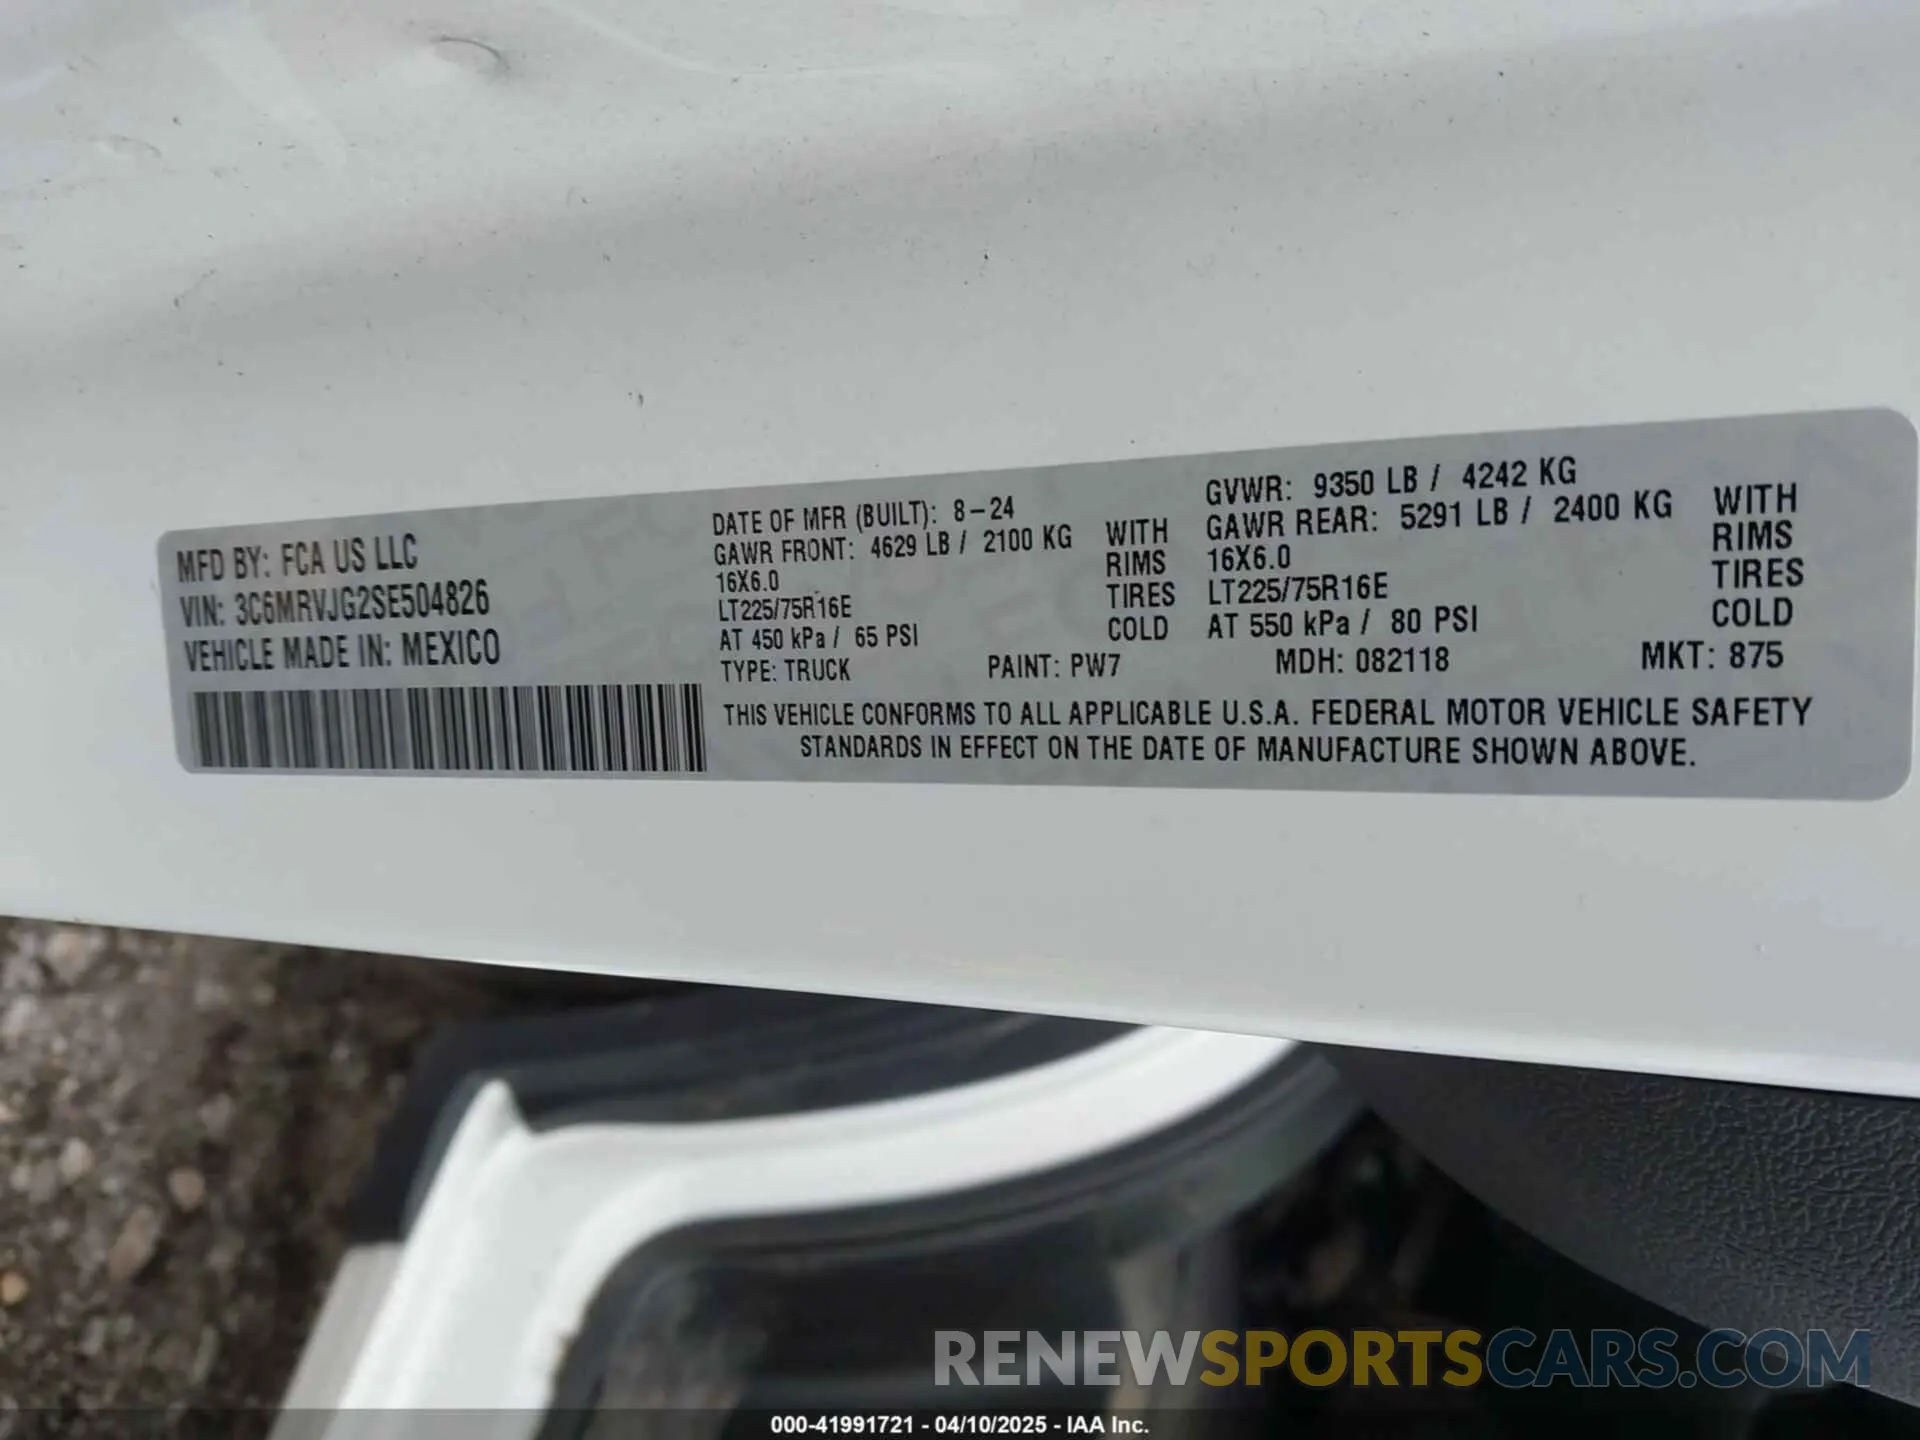 MFD BY: FCA US LLC
VIN: 3C6MRVJG2SE504826
VEHICLE MADE IN: MEXICO
DATE OF MFR (BUILT): 8-24
GAWR FRONT: 4629 LB / 2100 KG WITH
16X6.0 RIMS
LT225/75R16E TIRES
AT 450 kPa / 65 PSI COLD
GVWR: 9350 LB / 4242 KG
GAWR REAR: 5291 LB / 2400 KG WITH
16X6.0 RIMS
LT225/75R16E TIRES
AT 550 kPa / 80 PSI COLD
TYPE: TRUCK PAINT: PW7 MDH: 082118 MKT: 875
THIS VEHICLE CONFORMS TO ALL APPLICABLE U.S.A. FEDERAL MOTOR VEHICLE SAFETY
STANDARDS IN EFFECT ON THE DATE OF MANUFACTURE SHOWN ABOVE.
RENEWSPORTSCARS.COM
000-41991721 - 04/10/2025 - IAA Inc.